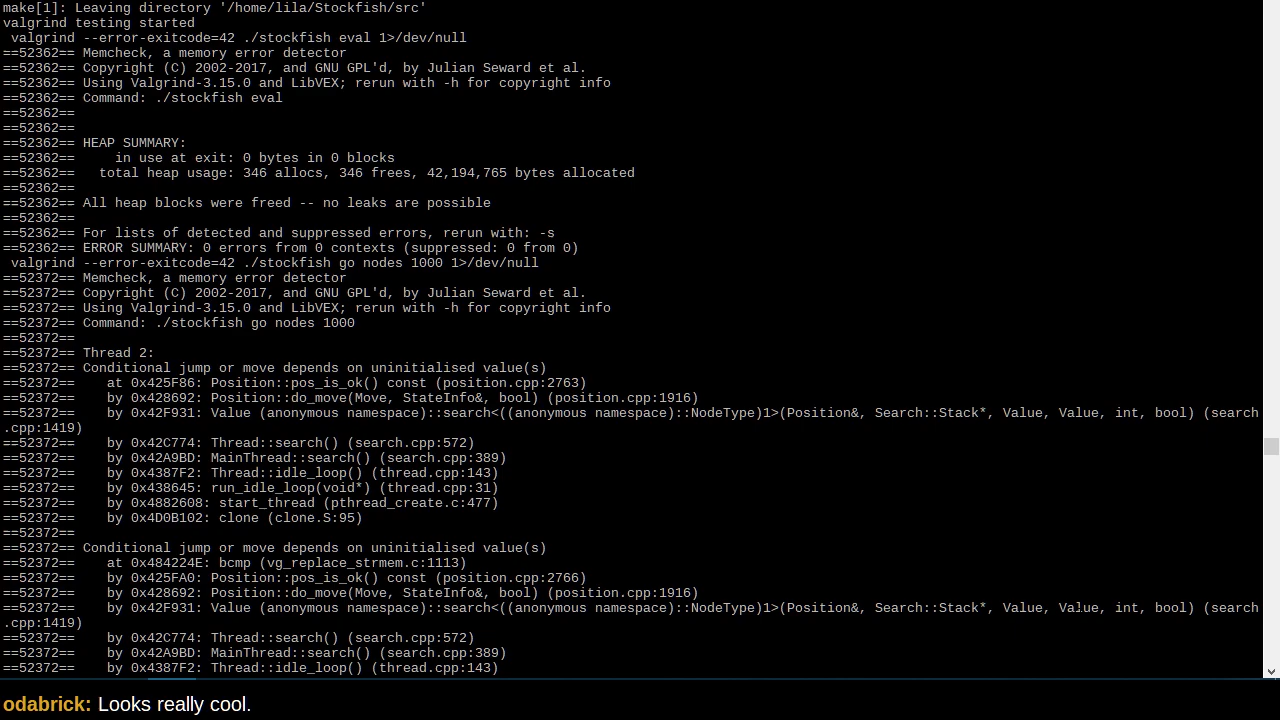 make[1]: Leaving directory '/home/lila/Stockfish/src'
valgrind testing started
 valgrind --error-exitcode=42 ./stockfish eval 1>/dev/null
==52362== Memcheck, a memory error detector
==52362== Copyright (C) 2002-2017, and GNU GPL'd, by Julian Seward et al.
==52362== Using Valgrind-3.15.0 and LibVEX; rerun with -h for copyright info
==52362== Command: ./stockfish eval
==52362==
==52362==
==52362== HEAP SUMMARY:
==52362==     in use at exit: 0 bytes in 0 blocks
==52362==   total heap usage: 346 allocs, 346 frees, 42,194,765 bytes allocated
==52362==
==52362== All heap blocks were freed -- no leaks are possible
==52362==
==52362== For lists of detected and suppressed errors, rerun with: -s
==52362== ERROR SUMMARY: 0 errors from 0 contexts (suppressed: 0 from 0)
 valgrind --error-exitcode=42 ./stockfish go nodes 1000 1>/dev/null
==52372== Memcheck, a memory error detector
==52372== Copyright (C) 2002-2017, and GNU GPL'd, by Julian Seward et al.
==52372== Using Valgrind-3.15.0 and LibVEX; rerun with -h for copyright info
==52372== Command: ./stockfish go nodes 1000
==52372==
==52372== Thread 2:
==52372== Conditional jump or move depends on uninitialised value(s)
==52372==    at 0x425F86: Position::pos_is_ok() const (position.cpp:2763)
==52372==    by 0x428692: Position::do_move(Move, StateInfo&, bool) (position.cpp:1916)
==52372==    by 0x42F931: Value (anonymous namespace)::search<((anonymous namespace)::NodeType)1>(Position&, Search::Stack*, Value, Value, int, bool) (search
.cpp:1419)
==52372==    by 0x42C774: Thread::search() (search.cpp:572)
==52372==    by 0x42A9BD: MainThread::search() (search.cpp:389)
==52372==    by 0x4387F2: Thread::idle_loop() (thread.cpp:143)
==52372==    by 0x438645: run_idle_loop(void*) (thread.cpp:31)
==52372==    by 0x4882608: start_thread (pthread_create.c:477)
==52372==    by 0x4D0B102: clone (clone.S:95)
==52372==
==52372== Conditional jump or move depends on uninitialised value(s)
==52372==    at 0x484224E: bcmp (vg_replace_strmem.c:1113)
==52372==    by 0x425FA0: Position::pos_is_ok() const (position.cpp:2766)
==52372==    by 0x428692: Position::do_move(Move, StateInfo&, bool) (position.cpp:1916)
==52372==    by 0x42F931: Value (anonymous namespace)::search<((anonymous namespace)::NodeType)1>(Position&, Search::Stack*, Value, Value, int, bool) (search
.cpp:1419)
==52372==    by 0x42C774: Thread::search() (search.cpp:572)
==52372==    by 0x42A9BD: MainThread::search() (search.cpp:389)
==52372==    by 0x4387F2: Thread::idle_loop() (thread.cpp:143)
odabrick: Looks really cool.